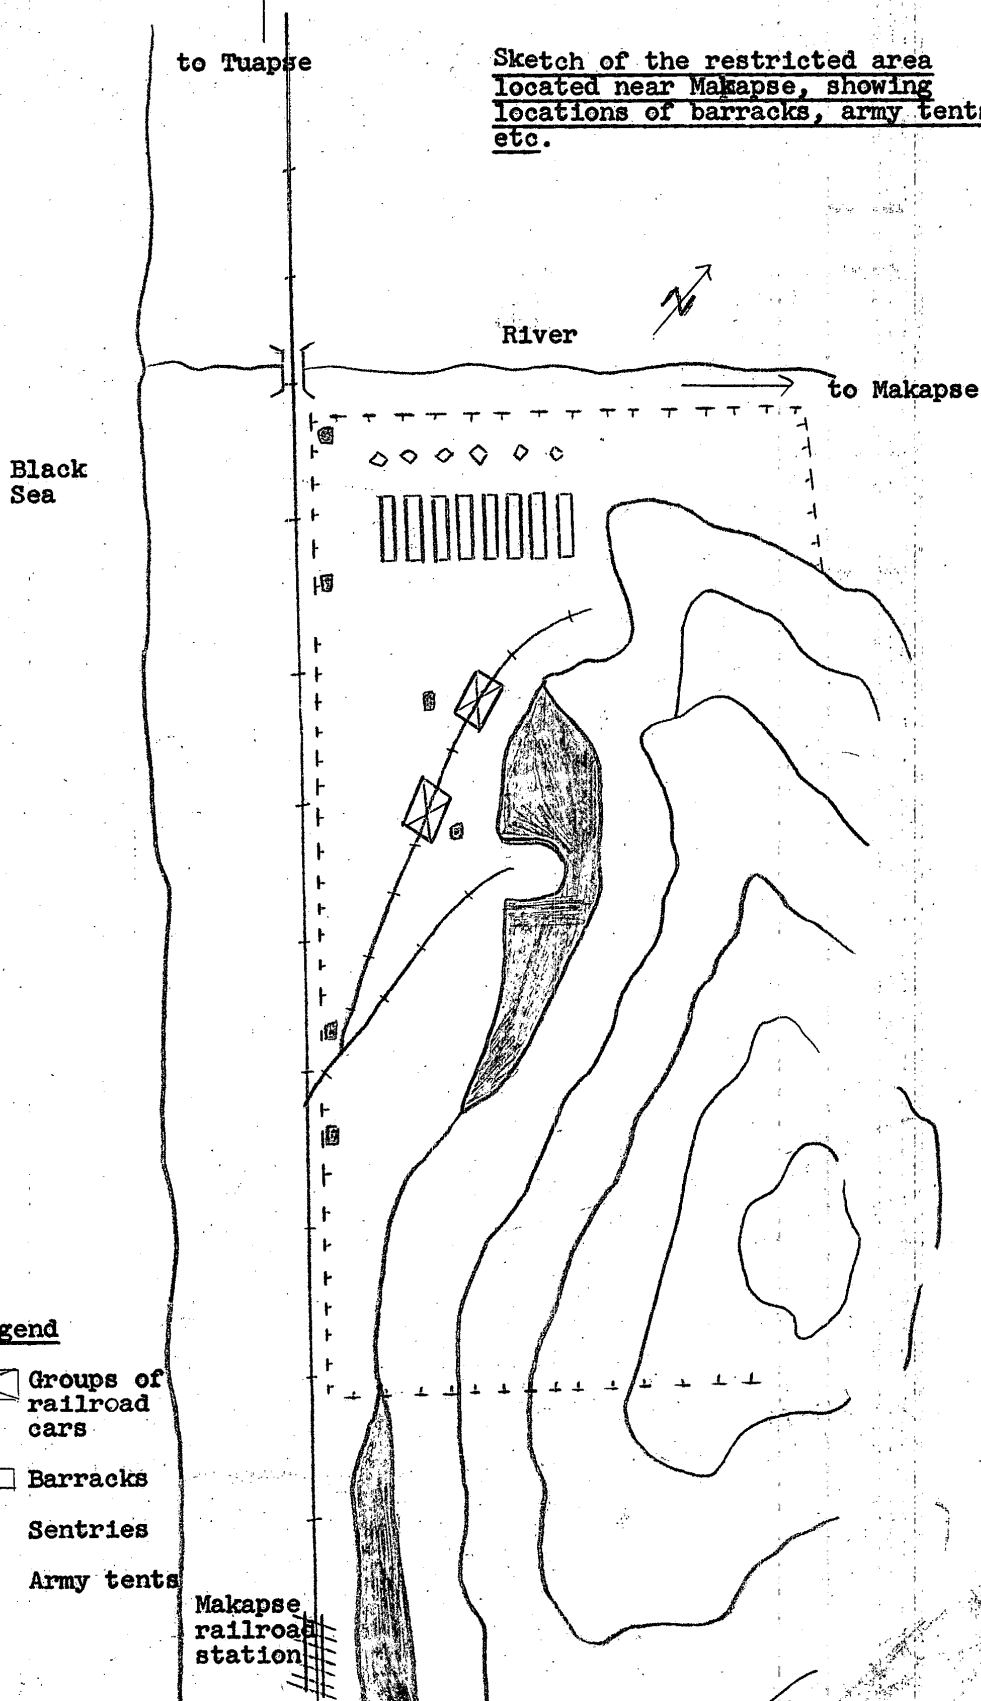 to Tuapse
Sketch of the restricted area
located near Makapse, showing
locations of barracks, army tents
etc.
N
River
to Makapse
Black
Sea
gend
Groups of
railroad
cars
Barracks
Sentries
Army tents
Makapse
railroad
station